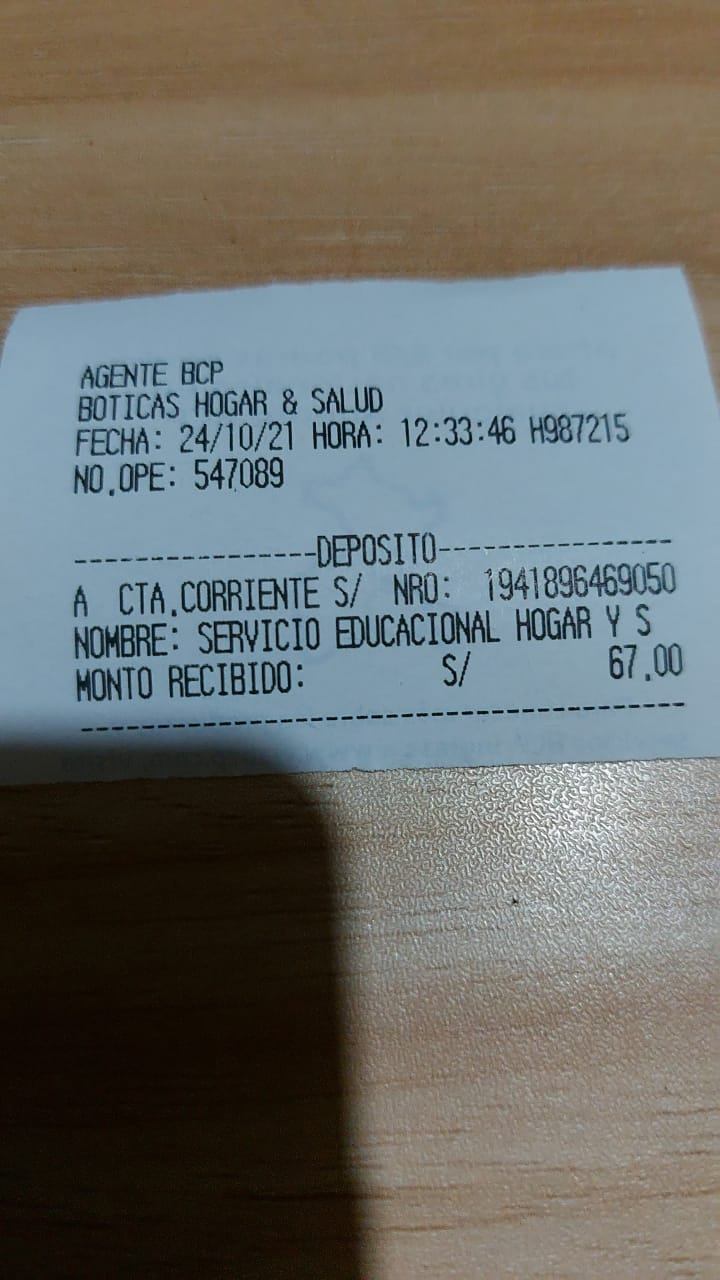 AGENTE BCP
BOTICAS HOGAR & SALUD
FECHA: 24/10/21 HORA: 12:33:46 H987215
NO.OPE: 547089
----------------DEPOSITO----------------
A CTA.CORRIENTE S/ NRO: 1941896469050
NOMBRE: SERVICIO EDUCACIONAL HOGAR Y S
MONTO RECIBIDO: S/ 67.00
----------------------------------------